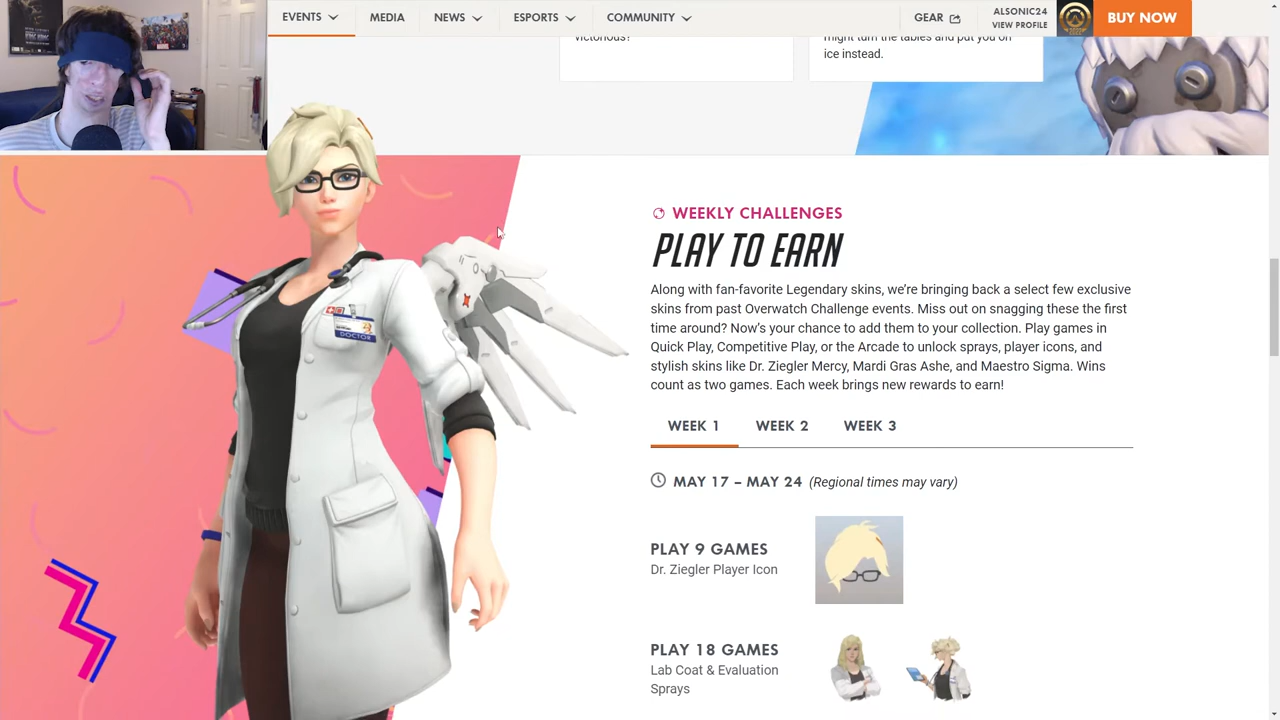 EVENTS
MEDIA
NEWS
ESPORTS
COMMUNITY
GEAR
ALSONIC24
VIEW PROFILE
BUY NOW
victorious?
might turn the tables and put you on
ice instead.
WEEKLY CHALLENGES
PLAY TO EARN
Along with fan-favorite Legendary skins, we're bringing back a select few exclusive
skins from past Overwatch Challenge events. Miss out on snagging these the first
time around? Now's your chance to add them to your collection. Play games in
Quick Play, Competitive Play, or the Arcade to unlock sprays, player icons, and
stylish skins like Dr. Ziegler Mercy, Mardi Gras Ashe, and Maestro Sigma. Wins
count as two games. Each week brings new rewards to earn!
WEEK 1
WEEK 2
WEEK 3
MAY 17 – MAY 24 (Regional times may vary)
PLAY 9 GAMES
Dr. Ziegler Player Icon
PLAY 18 GAMES
Lab Coat & Evaluation
Sprays
DOCTOR